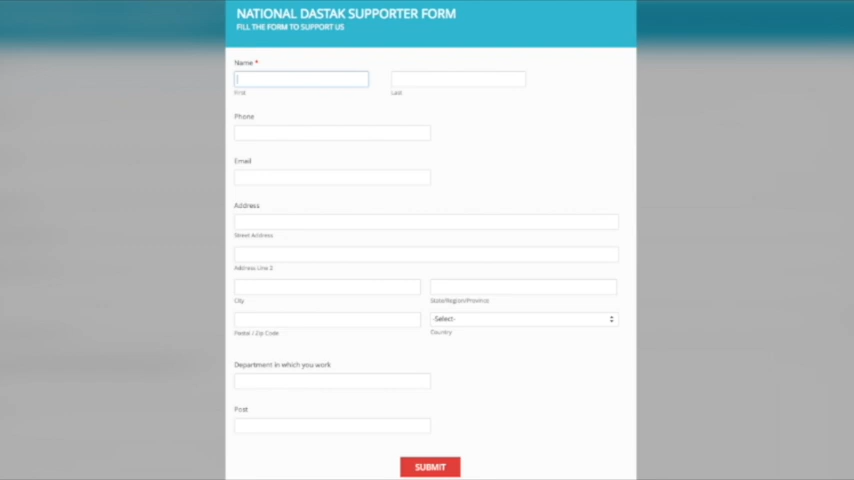 NATIONAL DASTAK SUPPORTER FORM
FILL THE FORM TO SUPPORT US
Name *
First Last
Phone
Email
Address
Street Address
Address Line 2
City State/Region/Province
-Select-
Postal / Zip Code Country
Department in which you work
Post
SUBMIT